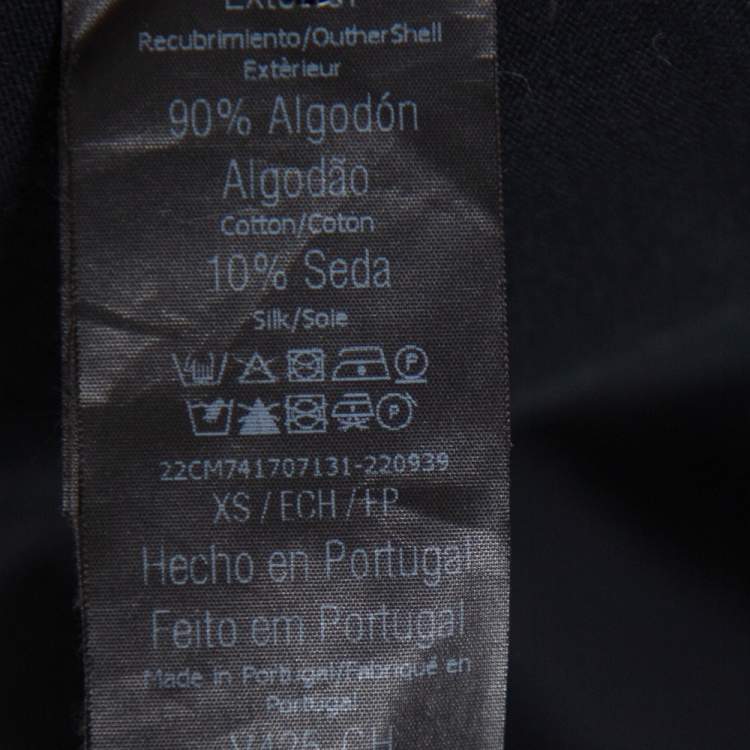 Recubrimiento/OutherShell
Extèrieur
90% Algodón
Algodão
Cotton/Coton
10% Seda
Silk/Soie
22CM741707131-220939
XS / ECH / EP
Hecho en Portugal
Feito em Portugal
Made in Portugal/Fabriqué en
Portugal